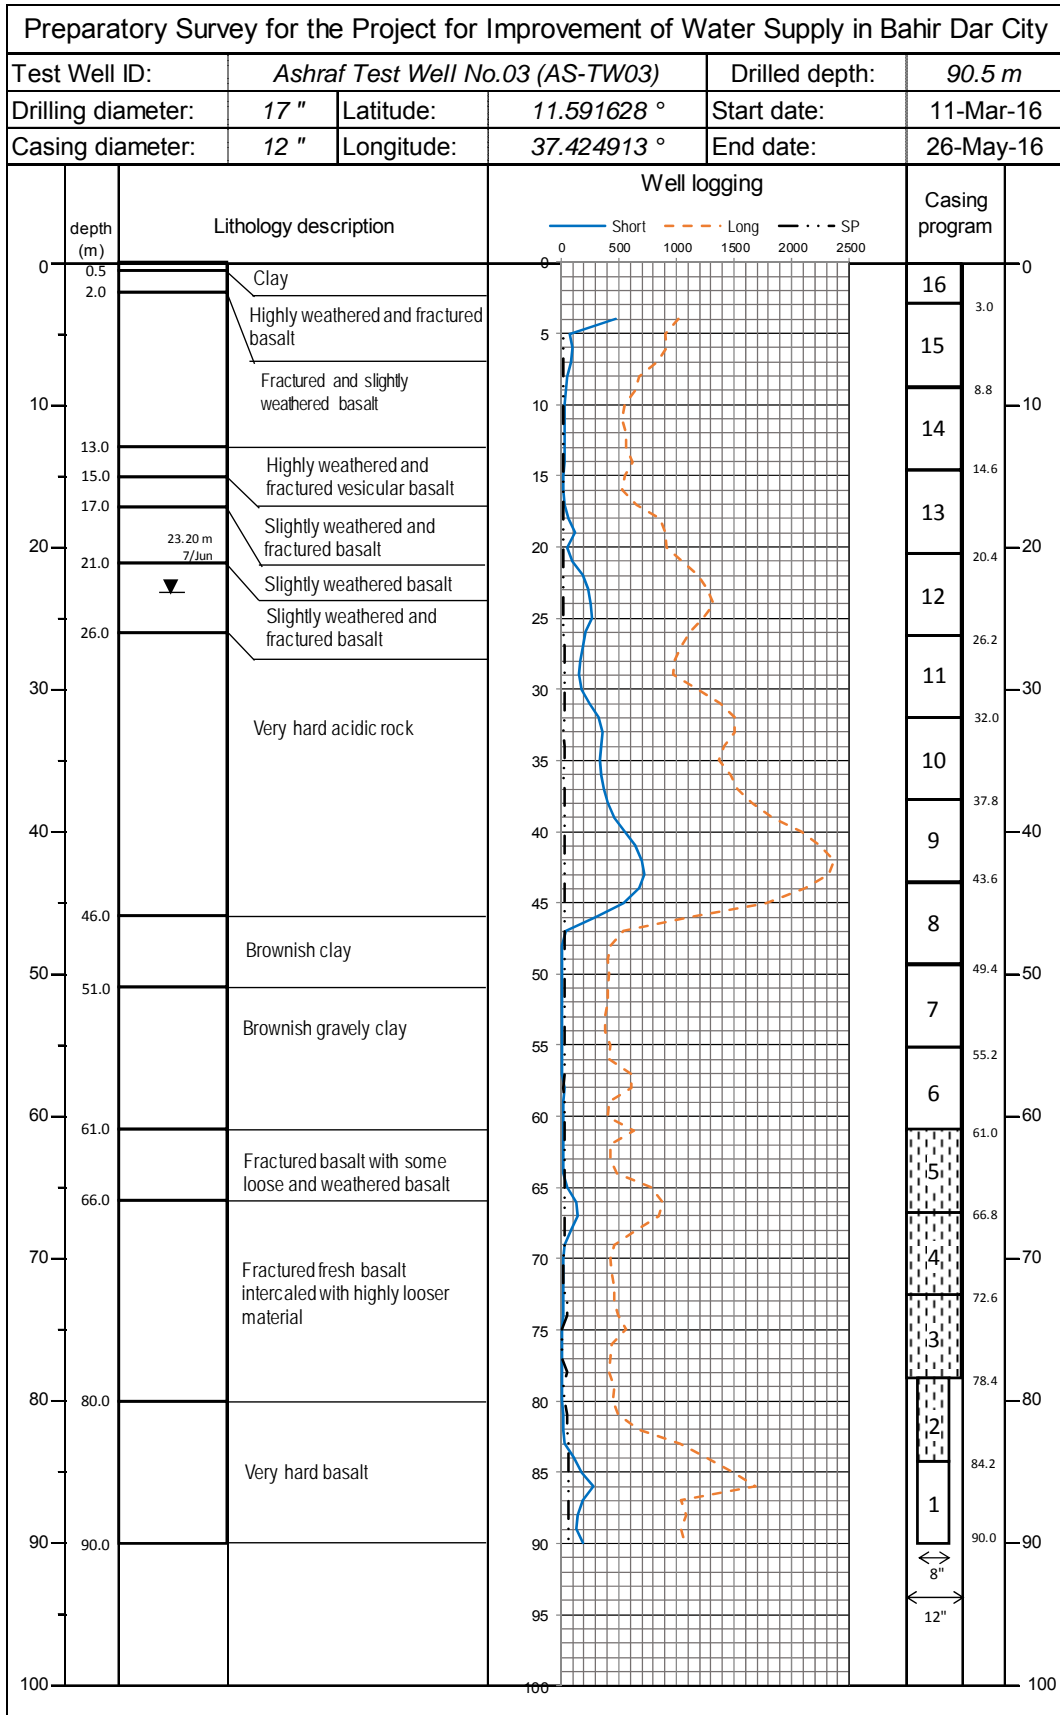 Preparatory Survey for the Project for Improvement of Water Supply in Bahir Dar City
Test Well ID: Ashraf Test Well No.03 (AS-TW03) Drilled depth: 90.5 m
Drilling diameter: 17 " Latitude: 11.591628 ° Start date: 11-Mar-16
Casing diameter: 12 " Longitude: 37.424913 ° End date: 26-May-16
depth
(m)
Lithology description
Well logging
Short Long SP
0 500 1000 1500 2000 2500
Casing
program
0
10
20
30
40
50
60
70
80
90
100
0.5
2.0
13.0
15.0
17.0
21.0
26.0
46.0
51.0
61.0
66.0
80.0
90.0
23.20 m
7/Jun
Clay
Highly weathered and fractured
basalt
Fractured and slightly
weathered basalt
Highly weathered and
fractured vesicular basalt
Slightly weathered and
fractured basalt
Slightly weathered basalt
Slightly weathered and
fractured basalt
Very hard acidic rock
Brownish clay
Brownish gravely clay
Fractured basalt with some
loose and weathered basalt
Fractured fresh basalt
intercaled with highly looser
material
Very hard basalt
0
5
10
15
20
25
30
35
40
45
50
55
60
65
70
75
80
85
90
95
100
16
15
14
13
12
11
10
9
8
7
6
5
4
3
2
1
8"
12"
3.0
8.8
14.6
20.4
26.2
32.0
37.8
43.6
49.4
55.2
61.0
66.8
72.6
78.4
84.2
90.0
0
10
20
30
40
50
60
70
80
90
100